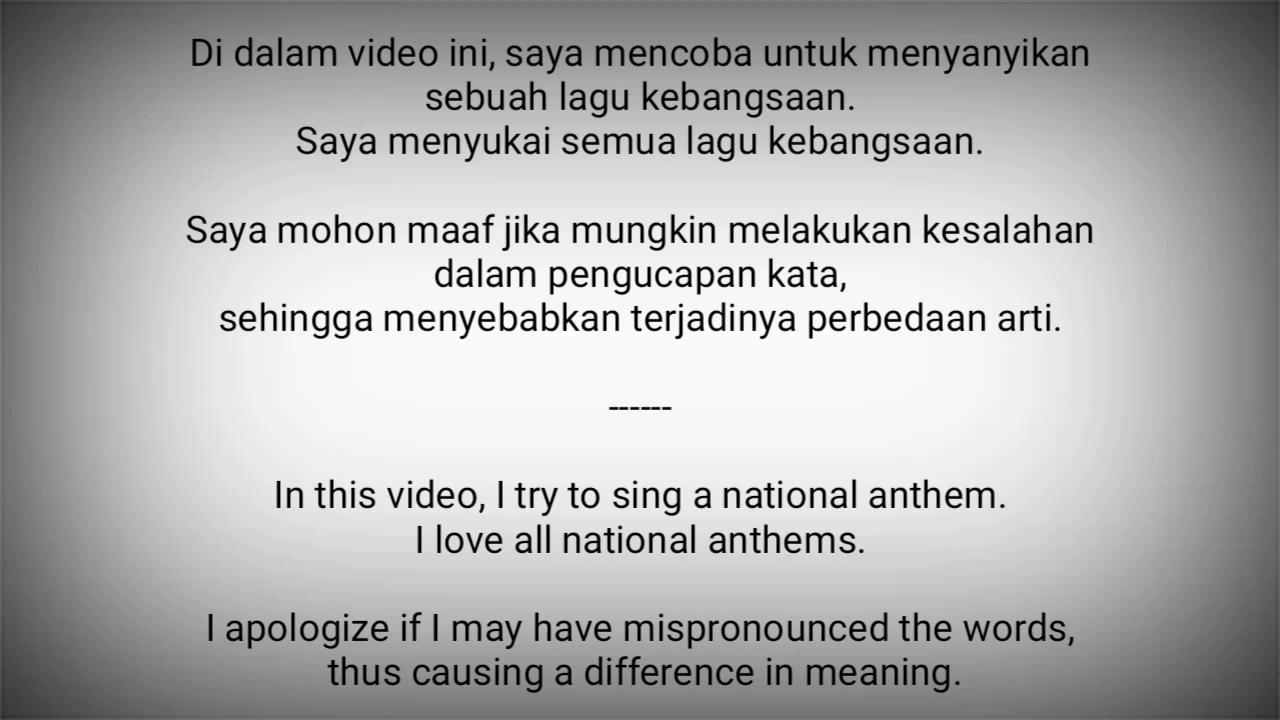 Di dalam video ini, saya mencoba untuk menyanyikan
sebuah lagu kebangsaan.
Saya menyukai semua lagu kebangsaan.
Saya mohon maaf jika mungkin melakukan kesalahan
dalam pengucapan kata,
sehingga menyebabkan terjadinya perbedaan arti.
------
In this video, I try to sing a national anthem.
I love all national anthems.
I apologize if I may have mispronounced the words,
thus causing a difference in meaning.